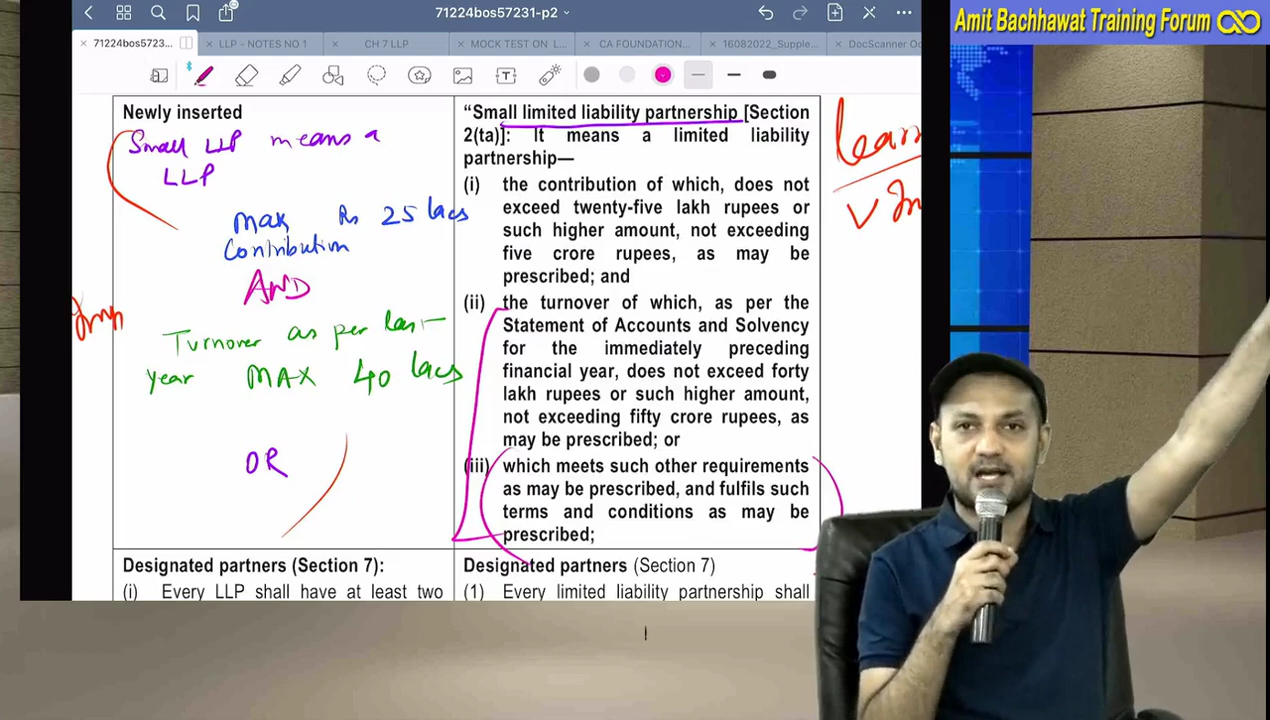 71224bos57231-p2
Amit Bachhawat Training Forum
71224bos5723...
LLP - NOTES NO 1
CH 7 LLP
MOCK TEST ON L...
CA FOUNDATION...
16082022_Supple...
DocScanner Oc
Newly inserted
Small LLP means a
LLP
Max Rs 25 lacs
Contribution
AND
Turnover as per last
year MAX 40 lacs
OR
Imp
"Small limited liability partnership [Section
2(ta)]: It means a limited liability
partnership—
(i) the contribution of which, does not
exceed twenty-five lakh rupees or
such higher amount, not exceeding
five crore rupees, as may be
prescribed; and
(ii) the turnover of which, as per the
Statement of Accounts and Solvency
for the immediately preceding
financial year, does not exceed forty
lakh rupees or such higher amount,
not exceeding fifty crore rupees, as
may be prescribed; or
(iii) which meets such other requirements
as may be prescribed, and fulfils such
terms and conditions as may be
prescribed;
learn
Designated partners (Section 7):
(i) Every LLP shall have at least two
Designated partners (Section 7)
(1) Every limited liability partnership shall